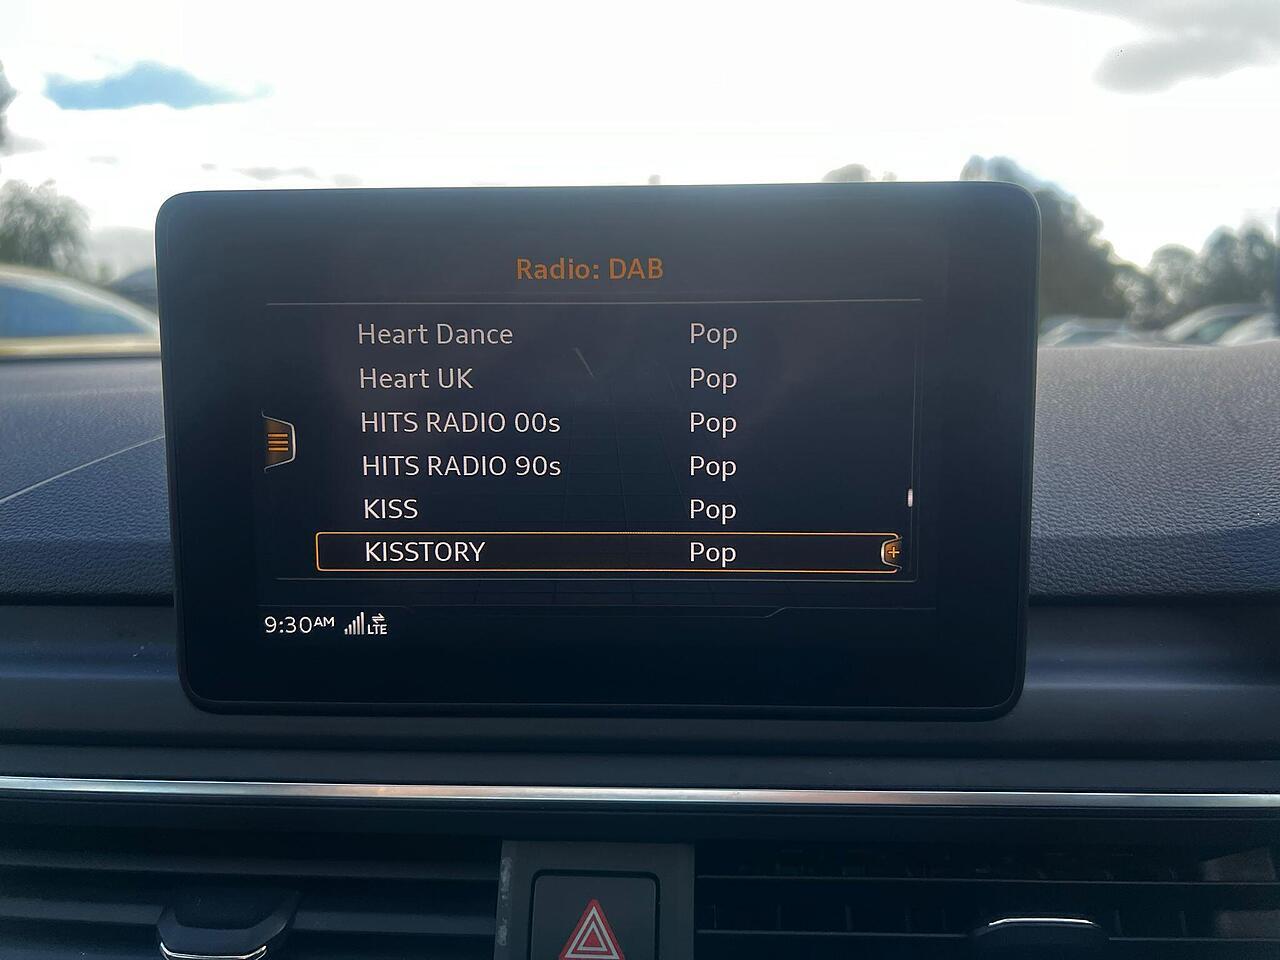 Radio: DAB
Heart Dance Pop
Heart UK Pop
HITS RADIO 00s Pop
HITS RADIO 90s Pop
KISS Pop
KISSTORY Pop +
9:30AM LTE